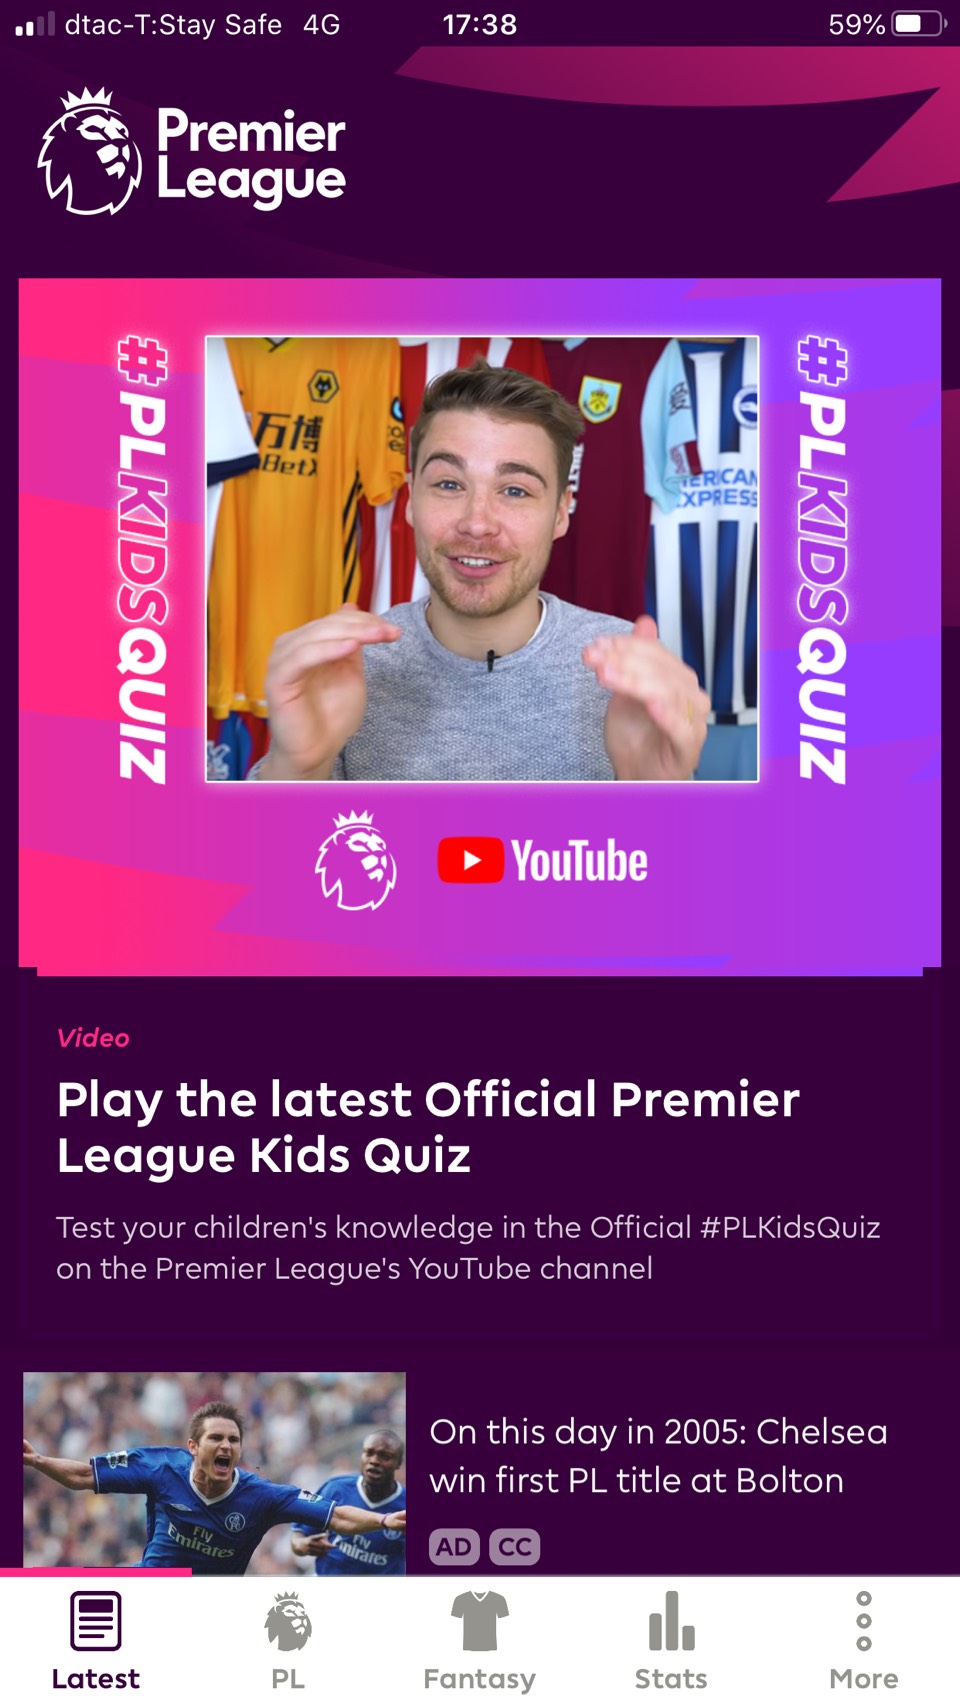 dtac-T:Stay Safe 4G 17:38 59%
Premier
League
#PLKIDSQUIZ
#PLKIDSQUIZ
万博
ERICAN
XPRESS
YouTube
Video
Play the latest Official Premier
League Kids Quiz
Test your children's knowledge in the Official #PLKidsQuiz
on the Premier League's YouTube channel
On this day in 2005: Chelsea
win first PL title at Bolton
AD CC
Fly
Emirates
Fly
Emirates
Latest PL Fantasy Stats More